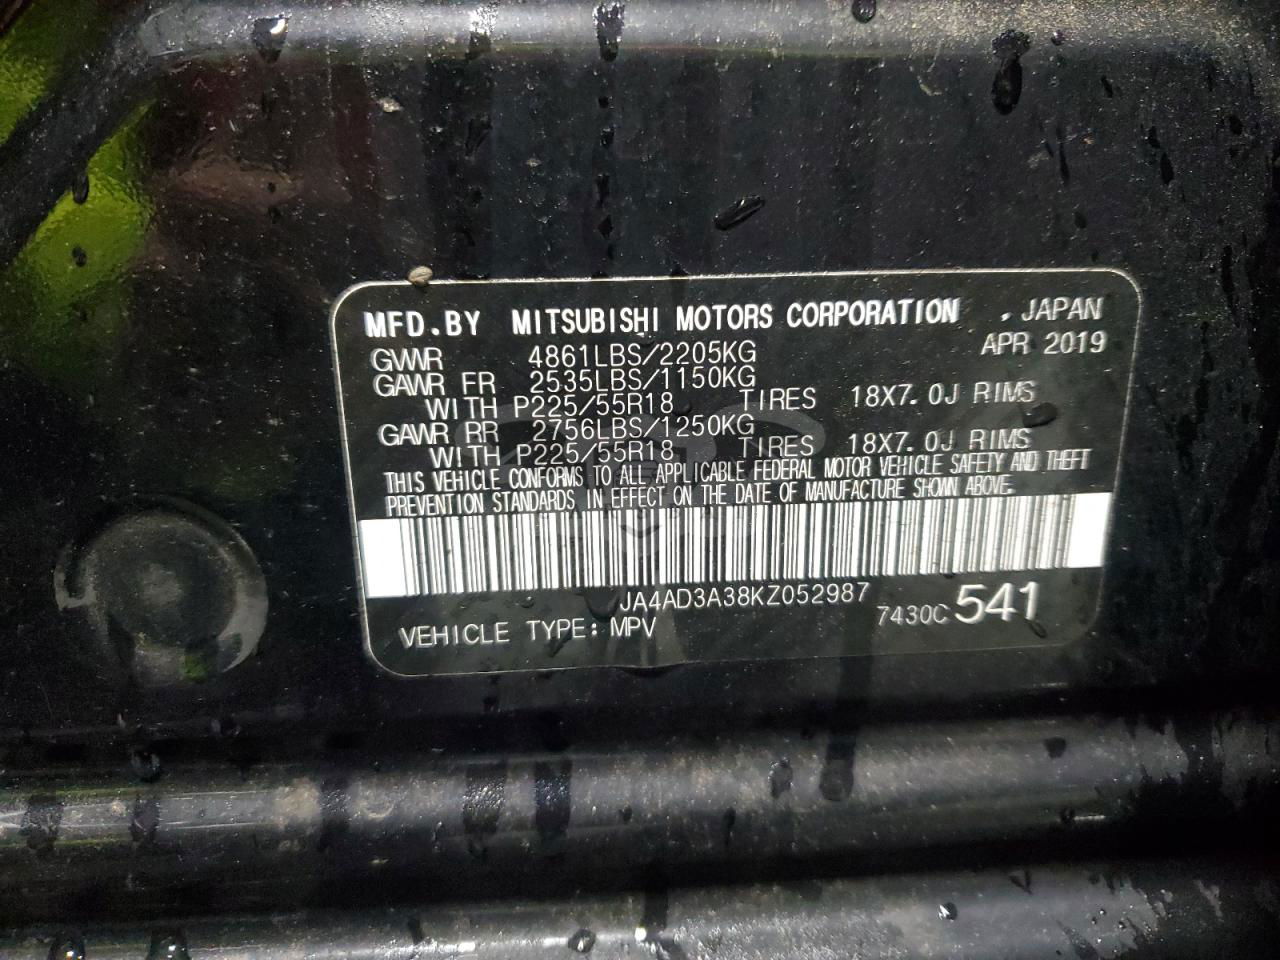 MFD.BY MITSUBISHI MOTORS CORPORATION , JAPAN
GVWR 4861LBS/2205KG APR 2019
GAWR FR 2535LBS/1150KG
WITH P225/55R18 TIRES 18X7.0J RIMS
GAWR RR 2756LBS/1250KG
WITH P225/55R18 TIRES 18X7.0J RIMS
THIS VEHICLE CONFORMS TO ALL APPLICABLE FEDERAL MOTOR VEHICLE SAFETY AND THEFT
PREVENTION STANDARDS IN EFFECT ON THE DATE OF MANUFACTURE SHOWN ABOVE.
JA4AD3A38KZ052987
VEHICLE TYPE: MPV 7430C 541